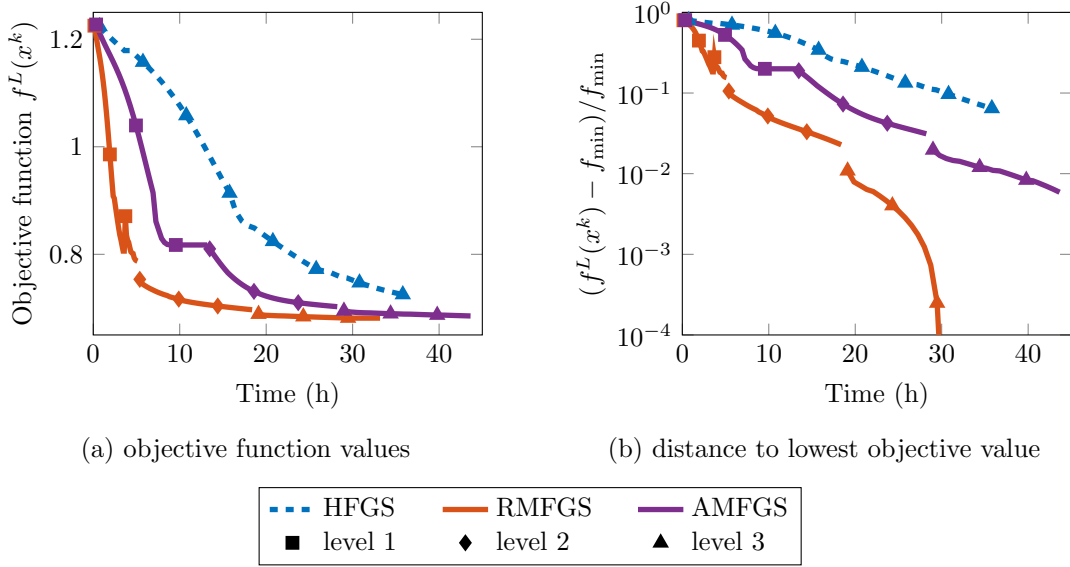 Objective function f^L(x^k)
1.2
1
0.8
0 10 20 30 40
Time (h)
(a) objective function values
(f^L(x^k) − f_min)/f_min
10^0
10^−1
10^−2
10^−3
10^−4
0 10 20 30 40
Time (h)
(b) distance to lowest objective value
HFGS RMFGS AMFGS
level 1 level 2 level 3